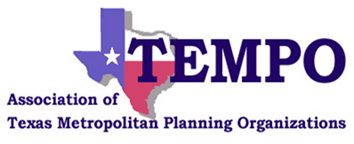 TEMPO
Association of
Texas Metropolitan Planning Organizations